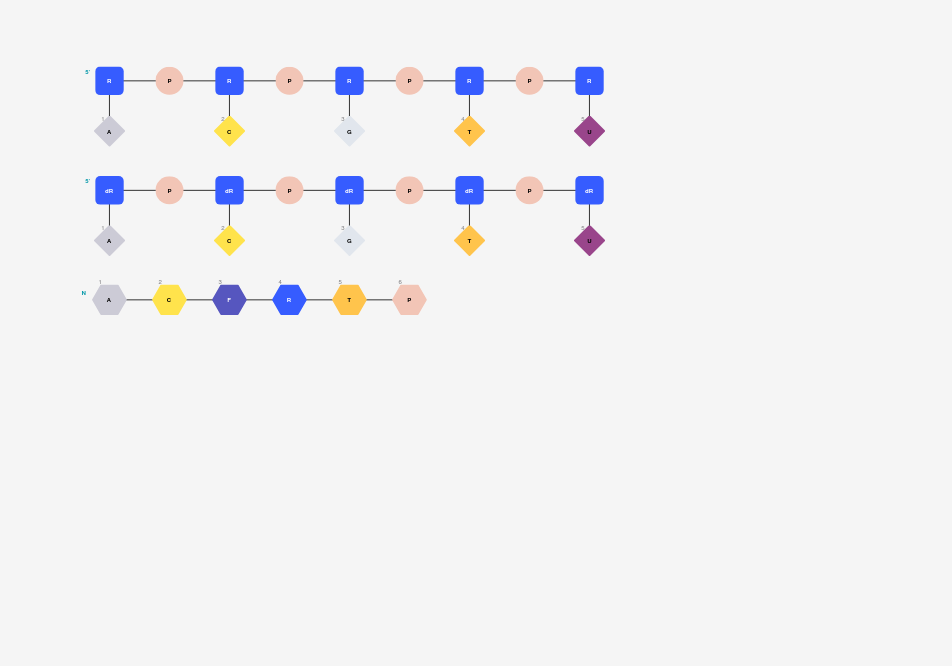 5' R P R P R P R P R
1 2 3 4 5
A C G T U
5' dR P dR P dR P dR P dR
1 2 3 4 5
A C G T U
1 2 3 4 5 6
N A C F R T P